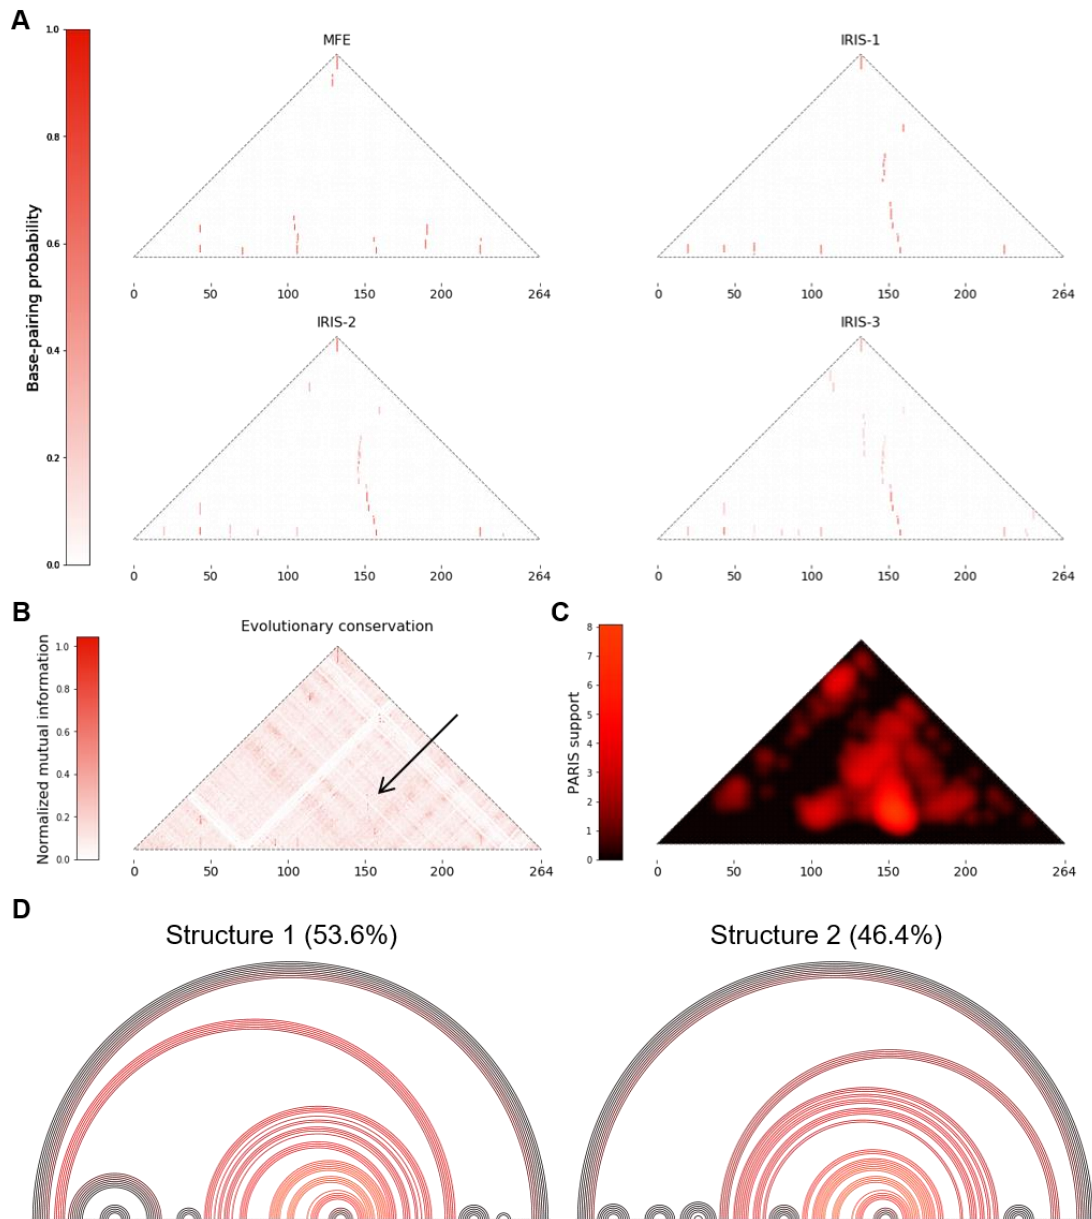 A
1.0
0.8
0.6
0.4
0.2
0.0
Base-pairing probability
MFE
0 50 100 150 200 264
IRIS-1
0 50 100 150 200 264
IRIS-2
0 50 100 150 200 264
IRIS-3
0 50 100 150 200 264
B
Normalized mutual information
1.0
0.8
0.6
0.4
0.2
0.0
Evolutionary conservation
0 50 100 150 200 264
C
8
7
6
5
4
3
2
1
0
PARIS support
0 50 100 150 200 264
D
Structure 1 (53.6%)
Structure 2 (46.4%)